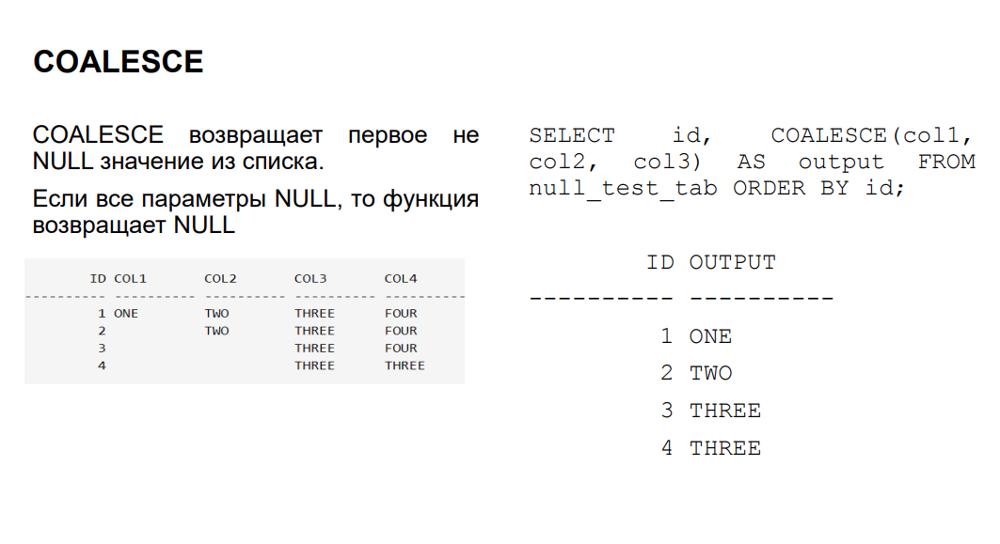 COALESCE
COALESCE возвращает первое не
NULL значение из списка.
Если все параметры NULL, то функция
возвращает NULL
ID COL1 COL2 COL3 COL4
---------- ---------- ---------- ---------- ----------
1 ONE TWO THREE FOUR
2 TWO THREE FOUR
3 THREE FOUR
4 THREE THREE
SELECT id, COALESCE(col1,
col2, col3) AS output FROM
null_test_tab ORDER BY id;
ID OUTPUT
---------- ----------
1 ONE
2 TWO
3 THREE
4 THREE